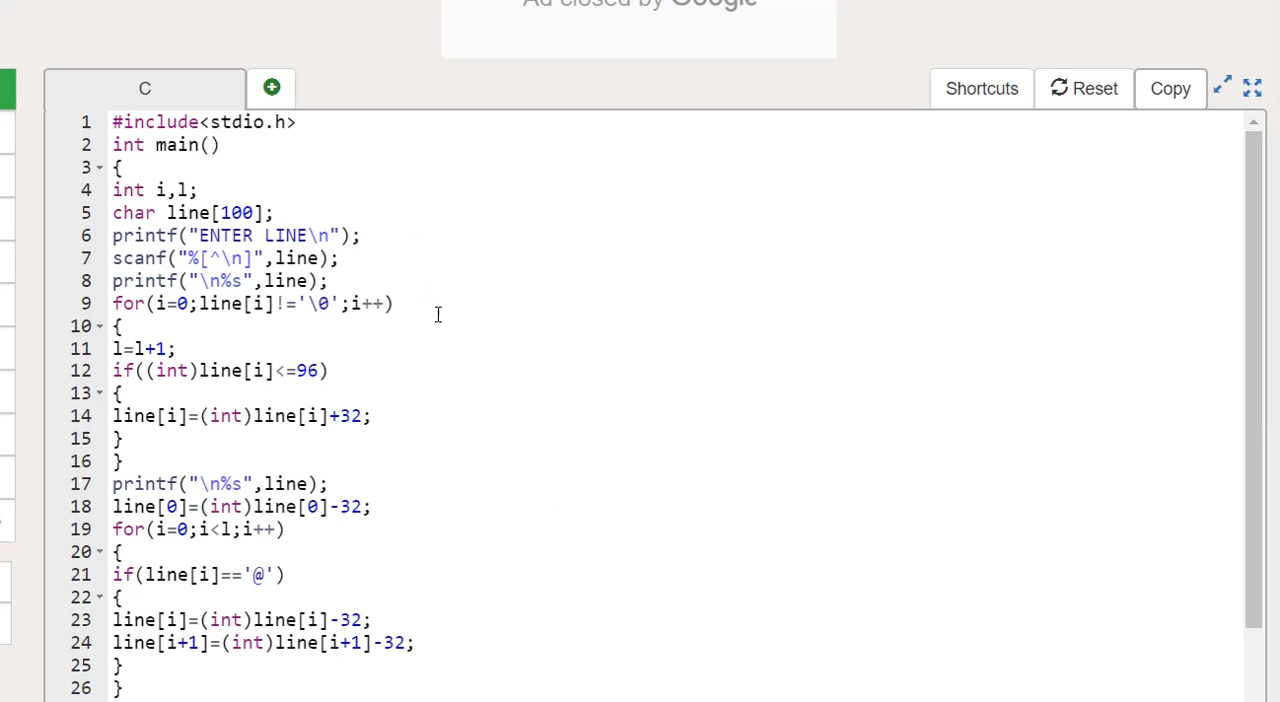 Ad closed by Google
C
Shortcuts Reset Copy
1 #include<stdio.h>
2 int main()
3 {
4 int i,l;
5 char line[100];
6 printf("ENTER LINE\n");
7 scanf("%[^\n]",line);
8 printf("\n%s",line);
9 for(i=0;line[i]!='\0';i++)
10 {
11 l=l+1;
12 if((int)line[i]<=96)
13 {
14 line[i]=(int)line[i]+32;
15 }
16 }
17 printf("\n%s",line);
18 line[0]=(int)line[0]-32;
19 for(i=0;i<l;i++)
20 {
21 if(line[i]=='@')
22 {
23 line[i]=(int)line[i]-32;
24 line[i+1]=(int)line[i+1]-32;
25 }
26 }